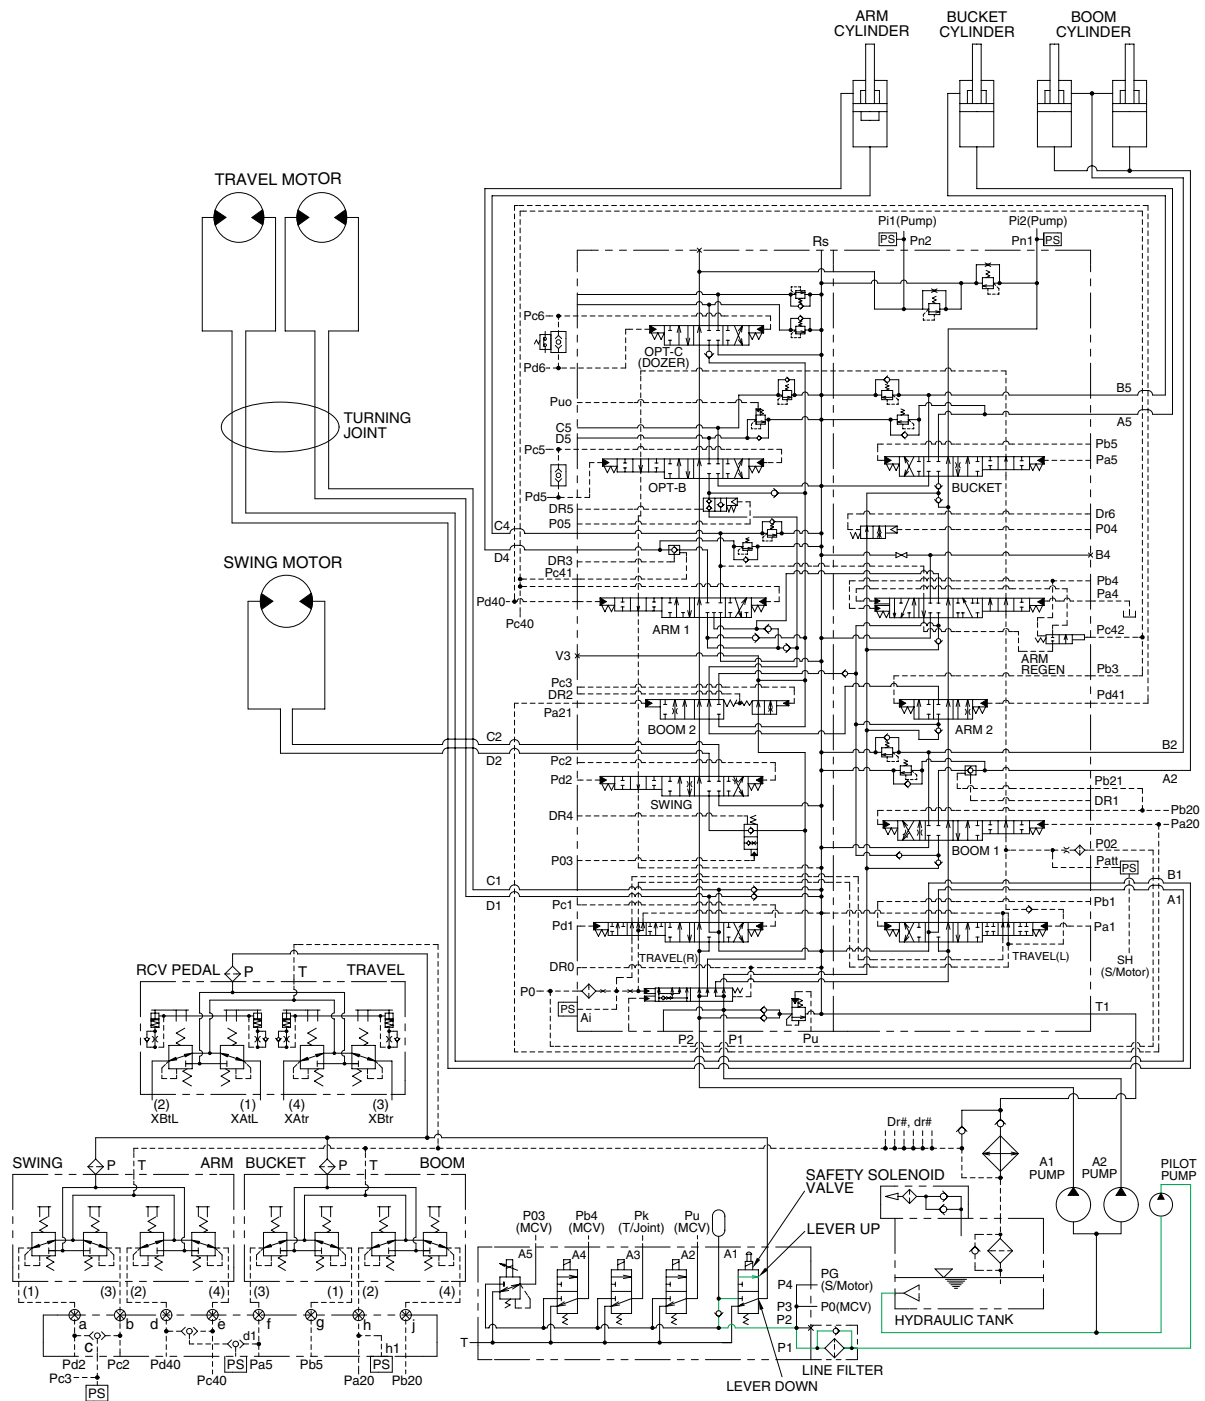 ARM
CYLINDER
BUCKET
CYLINDER
BOOM
CYLINDER
TRAVEL MOTOR
Pi1(Pump)
Pi2(Pump)
Rs
PS
Pn2
Pn1
PS
Pc6
OPT-C
(DOZER)
Pd6
B5
Puo
A5
TURNING
JOINT
C5
D5
Pc5
Pb5
Pa5
Pd5
OPT-B
BUCKET
DR5
P05
Dr6
P04
C4
D4
DR3
Pc41
B4
Pb4
Pa4
SWING MOTOR
Pd40
Pc40
ARM 1
Pc42
ARM
REGEN
V3
Pb3
Pc3
DR2
Pa21
Pd41
BOOM 2
ARM 2
C2
D2
B2
A2
Pc2
Pd2
SWING
Pb21
DR1
Pb20
Pa20
DR4
BOOM 1
P02
Patt
PS
P03
C1
D1
B1
A1
Pc1
Pb1
Pd1
Pa1
TRAVEL(R)
TRAVEL(L)
SH
(S/Motor)
DR0
P0
PS
Ai
T1
P2
P1
Pu
RCV PEDAL
P
T
TRAVEL
(2)
XBtL
(1)
XAtL
(4)
XAtr
(3)
XBtr
Dr#, dr#
A1
PUMP
A2
PUMP
PILOT
PUMP
SWING
P
T
ARM
BUCKET
P
T
BOOM
SAFETY SOLENOID
VALVE
LEVER UP
P03
(MCV)
Pb4
(MCV)
Pk
(T/Joint)
Pu
(MCV)
A5
A4
A3
A2
A1
P4
PG
(S/Motor)
P3
P0(MCV)
P2
P1
T
HYDRAULIC TANK
LINE FILTER
LEVER DOWN
(1)
(3)
(2)
(4)
(3)
(1)
(2)
(4)
a
b
d
e
f
g
h
j
c
d1
h1
Pd2
Pc2
Pd40
PS
Pa5
Pb5
PS
Pc3
PS
Pc40
Pa20
Pb20